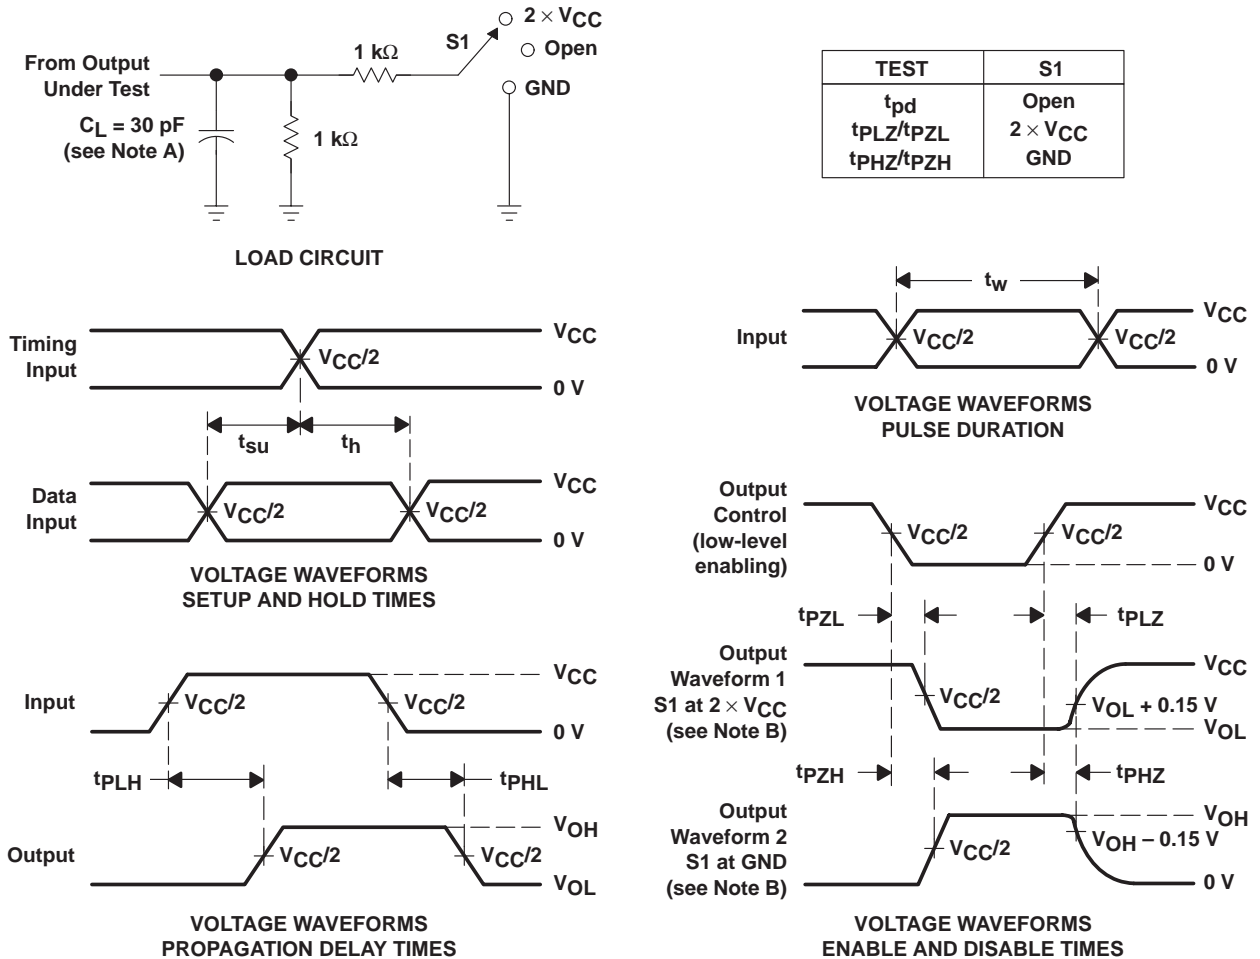 From Output
Under Test
CL = 30 pF
(see Note A)
1 kΩ
1 kΩ
S1
2 × VCC
Open
GND
LOAD CIRCUIT
TEST S1
tpd Open
tPLZ/tPZL 2 × VCC
tPHZ/tPZH GND
Timing
Input
VCC/2
VCC
0 V
tsu
th
Data
Input
VCC/2
VCC/2
VCC
0 V
VOLTAGE WAVEFORMS
SETUP AND HOLD TIMES
tw
Input
VCC/2
VCC/2
VCC
0 V
VOLTAGE WAVEFORMS
PULSE DURATION
Input
VCC/2
VCC/2
VCC
0 V
tPLH
tPHL
Output
VCC/2
VCC/2
VOH
VOL
VOLTAGE WAVEFORMS
PROPAGATION DELAY TIMES
Output
Control
(low-level
enabling)
VCC/2
VCC/2
VCC
0 V
tPZL
tPLZ
Output
Waveform 1
S1 at 2 × VCC
(see Note B)
VCC/2
VCC
VOL + 0.15 V
VOL
tPZH
tPHZ
Output
Waveform 2
S1 at GND
(see Note B)
VCC/2
VOH
VOH – 0.15 V
0 V
VOLTAGE WAVEFORMS
ENABLE AND DISABLE TIMES